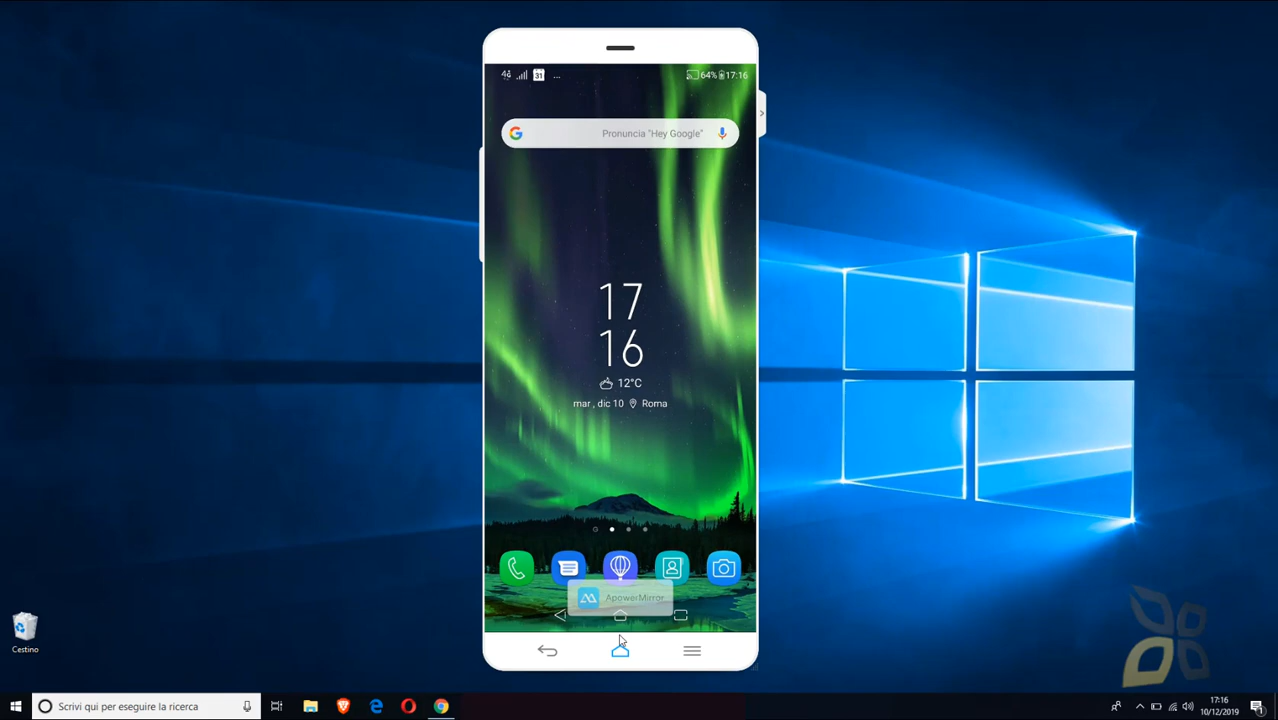 31
...
64%
17:16
G
Pronuncia "Hey Google"
17
16
12°C
mar , dic 10
Roma
ApowerMirror
Cestino
Scrivi qui per eseguire la ricerca
17:16
10/12/2019
1